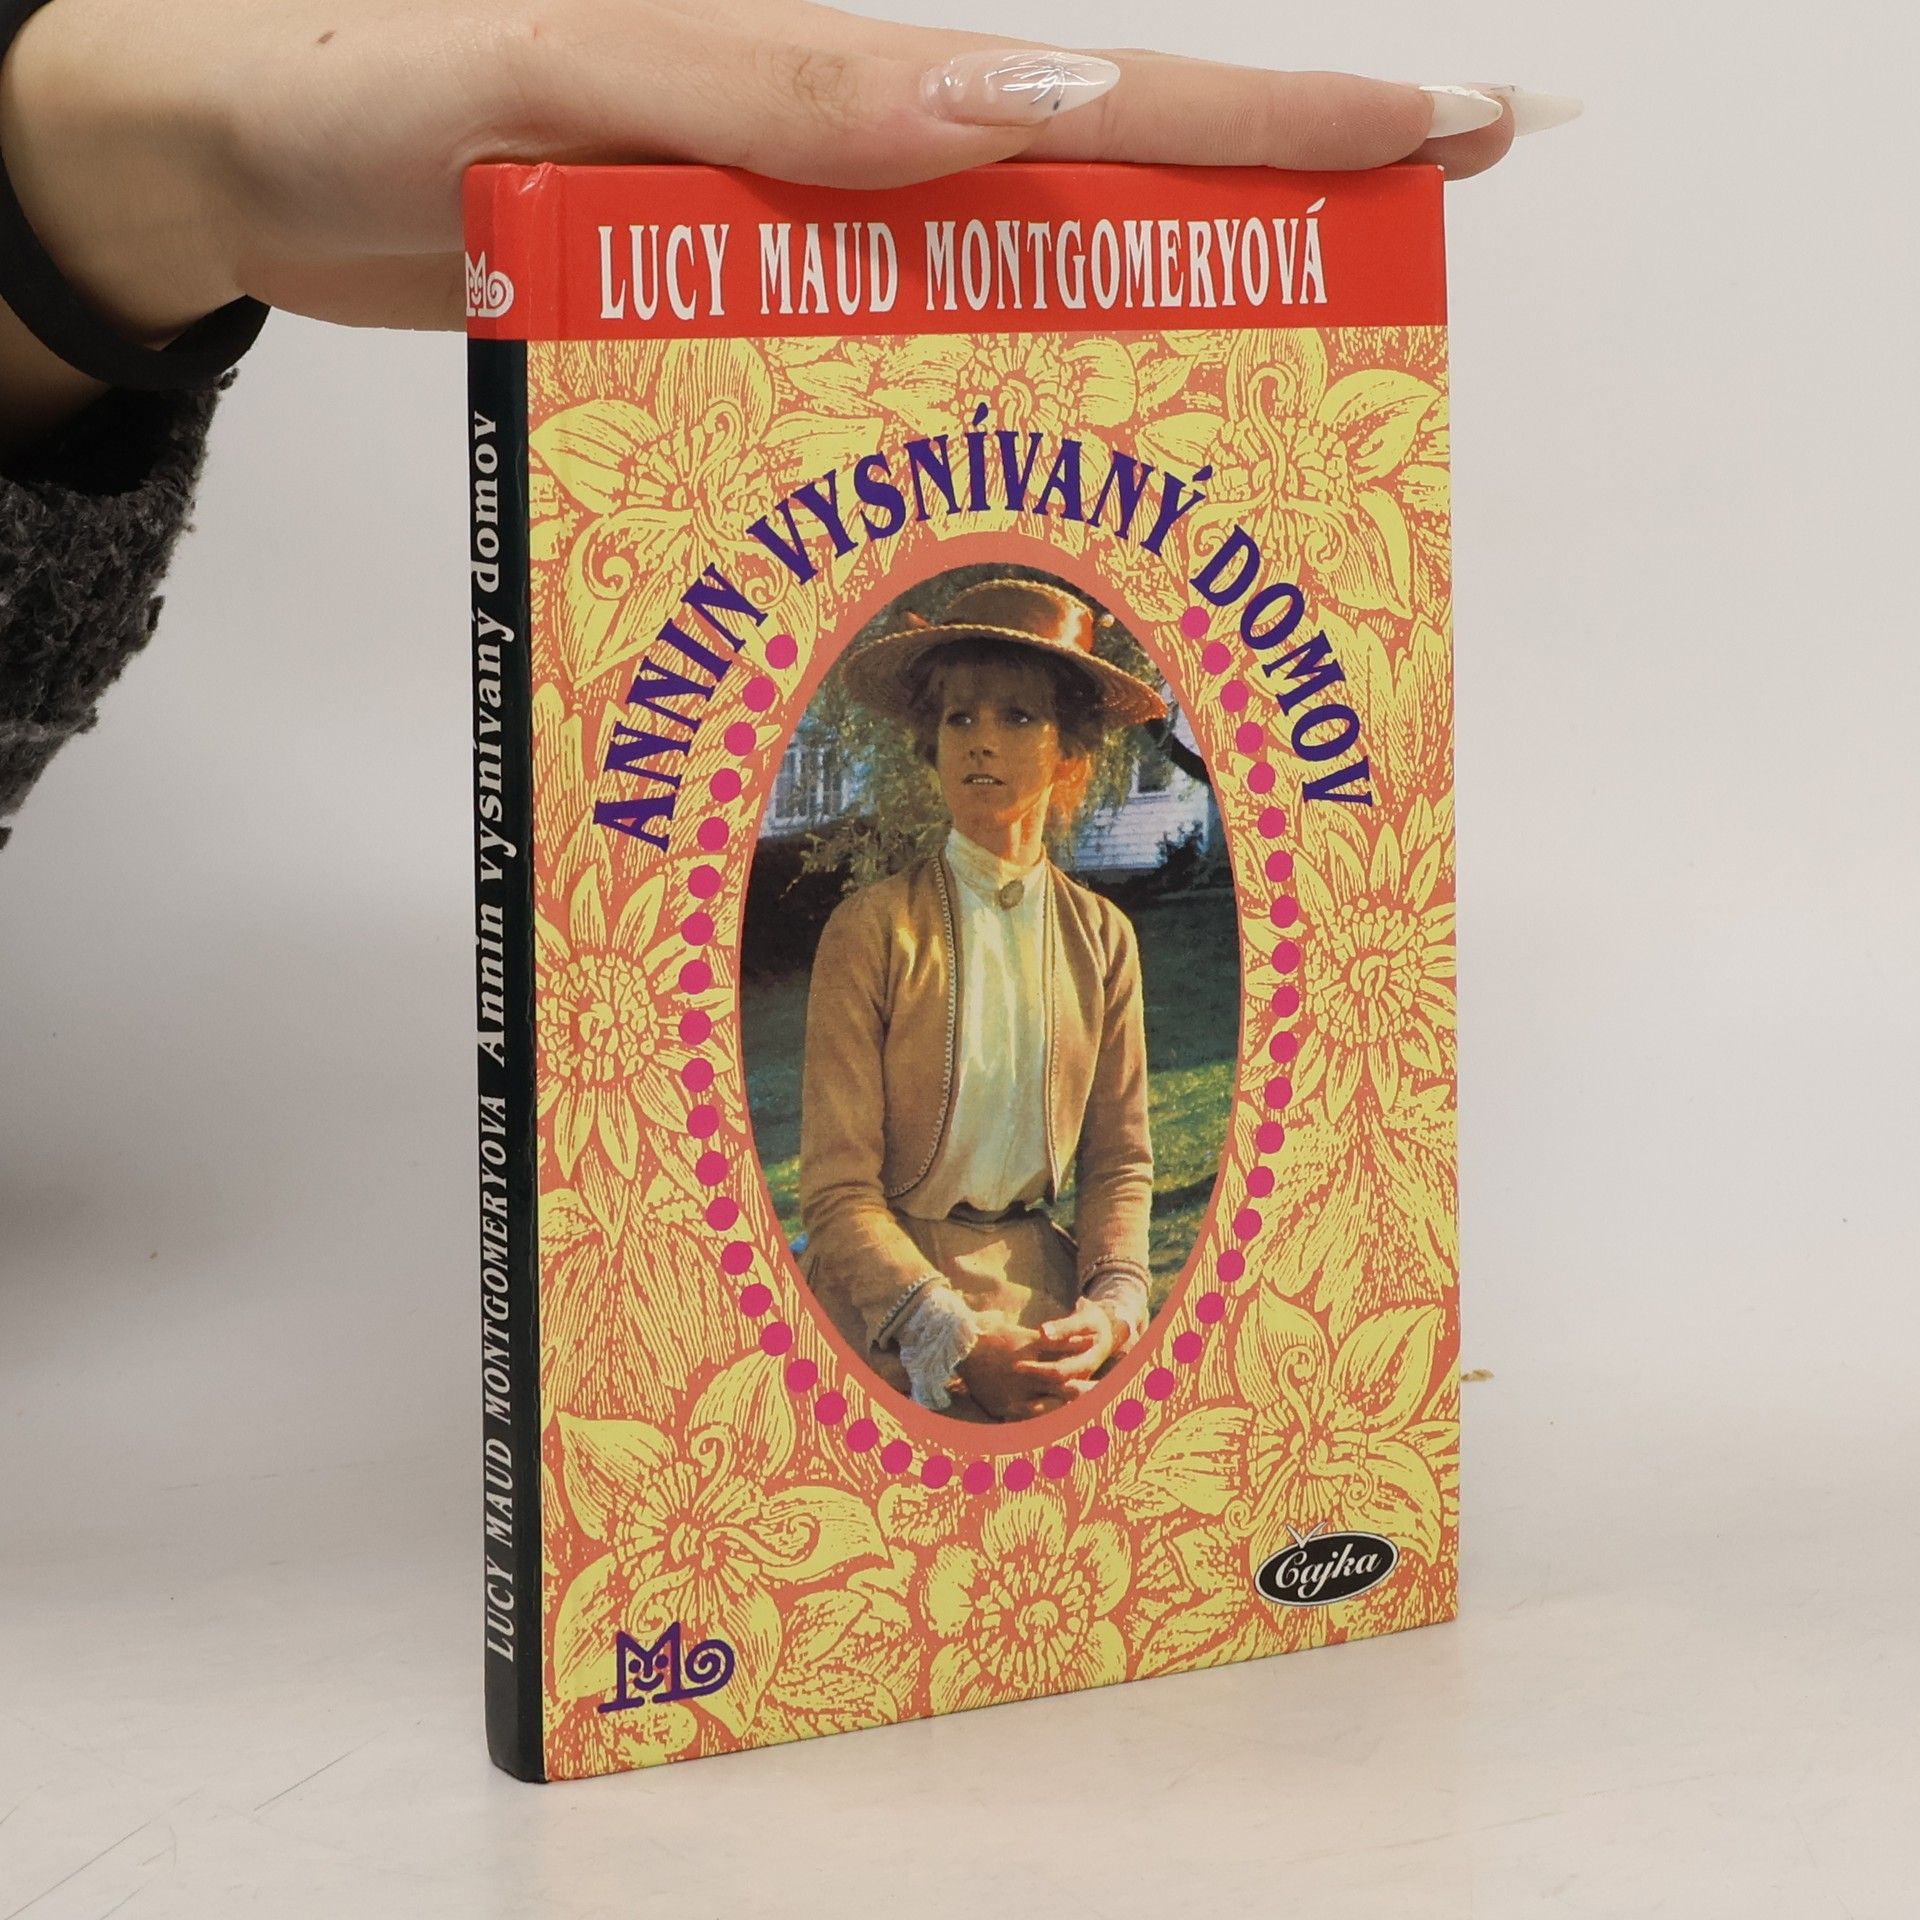 LUCY MAUD MONTGOMERYOVÁ
ANNIN VYSNÍVANÝ DOMOV
Čajka
LUCY MAUD MONTGOMERYOVÁ Annin vysnívaný domov